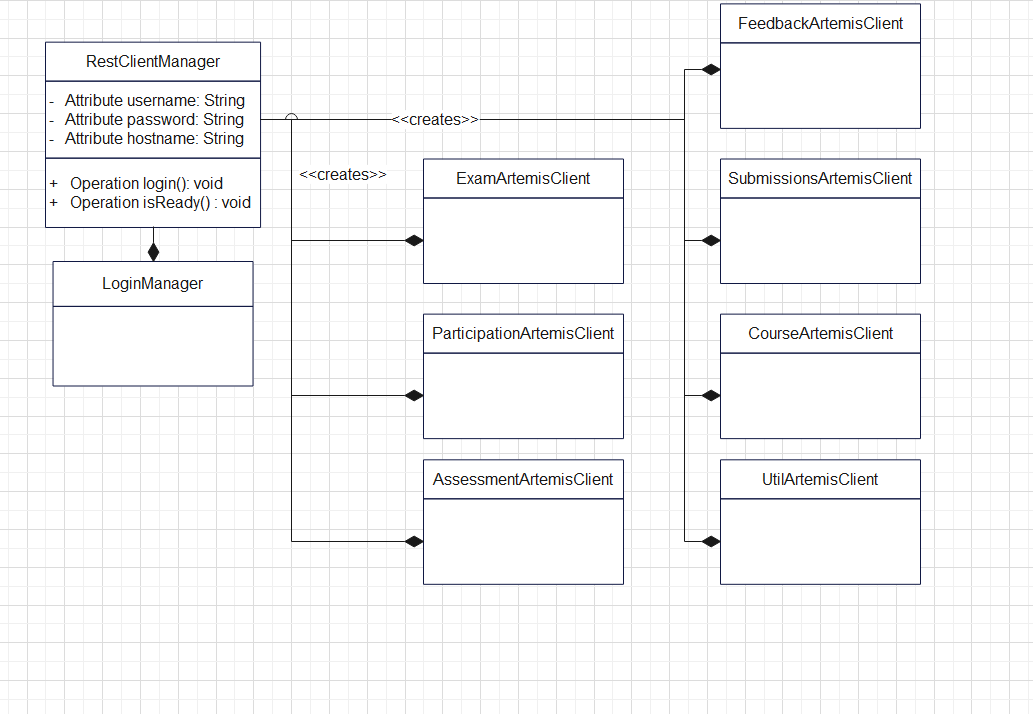 FeedbackArtemisClient
RestClientManager
- Attribute username: String
- Attribute password: String
- Attribute hostname: String
+ Operation login(): void
+ Operation isReady() : void
<<creates>>
<<creates>>
ExamArtemisClient
SubmissionsArtemisClient
LoginManager
ParticipationArtemisClient
CourseArtemisClient
AssessmentArtemisClient
UtilArtemisClient